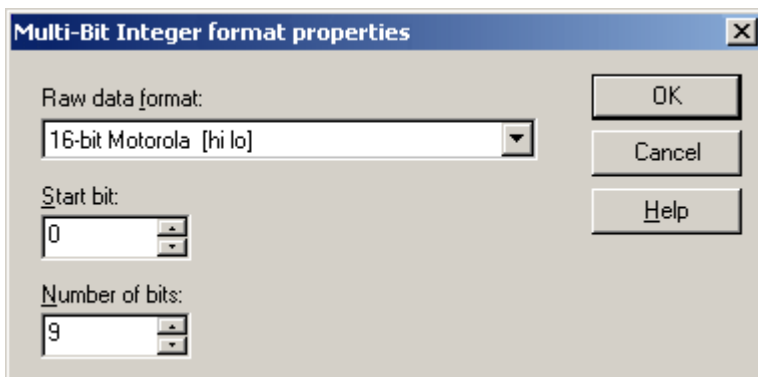 Multi-Bit Integer format properties
Raw data format:
16-bit Motorola [hi lo]
Start bit:
0
Number of bits:
9
OK
Cancel
Help